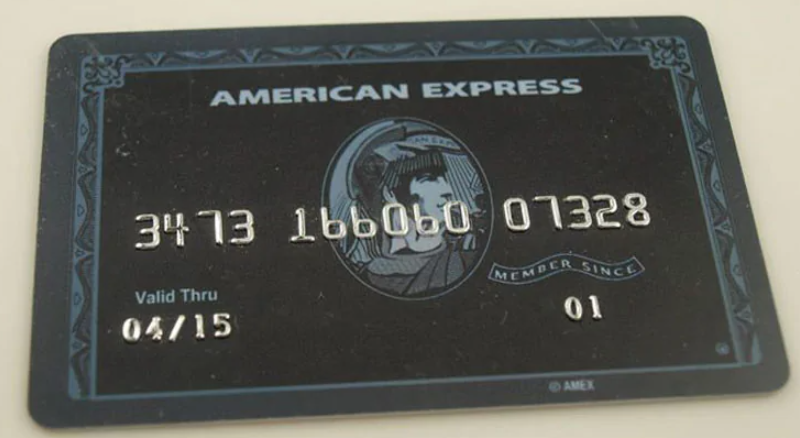 AMERICAN EXPRESS
3473 166060 07328
MEMBER SINCE
Valid Thru
04/15
01
© AMEX